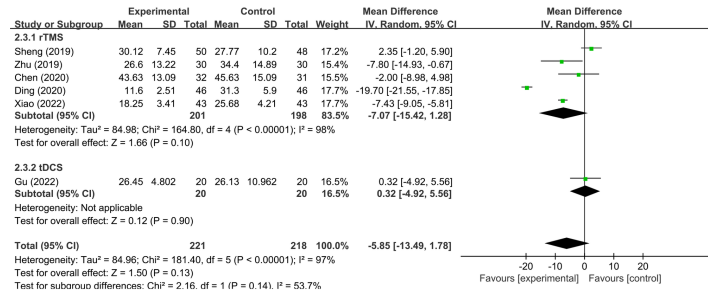 Experimental Control Mean Difference Mean Difference
Study or Subgroup Mean SD Total Mean SD Total Weight IV. Random. 95% CI IV. Random. 95% CI
2.3.1 rTMS
Sheng (2019) 30.12 7.45 50 27.77 10.2 48 17.2% 2.35 [-1.20, 5.90]
Zhu (2019) 26.6 13.22 30 34.4 14.89 30 15.4% -7.80 [-14.93, -0.67]
Chen (2020) 43.63 13.09 32 45.63 15.09 31 15.4% -2.00 [-8.98, 4.98]
Ding (2020) 11.6 2.51 46 31.3 5.9 46 17.6% -19.70 [-21.55, -17.85]
Xiao (2022) 18.25 3.41 43 25.68 4.21 43 17.7% -7.43 [-9.05, -5.81]
Subtotal (95% CI) 201 198 83.5% -7.07 [-15.42, 1.28]
Heterogeneity: Tau² = 84.98; Chi² = 164.80, df = 4 (P < 0.00001); I² = 98%
Test for overall effect: Z = 1.66 (P = 0.10)
2.3.2 tDCS
Gu (2022) 26.45 4.802 20 26.13 10.962 20 16.5% 0.32 [-4.92, 5.56]
Subtotal (95% CI) 20 20 16.5% 0.32 [-4.92, 5.56]
Heterogeneity: Not applicable
Test for overall effect: Z = 0.12 (P = 0.90)
Total (95% CI) 221 218 100.0% -5.85 [-13.49, 1.78]
Heterogeneity: Tau² = 84.96; Chi² = 181.40, df = 5 (P < 0.00001); I² = 97%
Test for overall effect: Z = 1.50 (P = 0.13)
Test for subgroup differences: Chi² = 2.16, df = 1 (P = 0.14), I² = 53.7%
-20 -10 0 10 20
Favours [experimental] Favours [control]